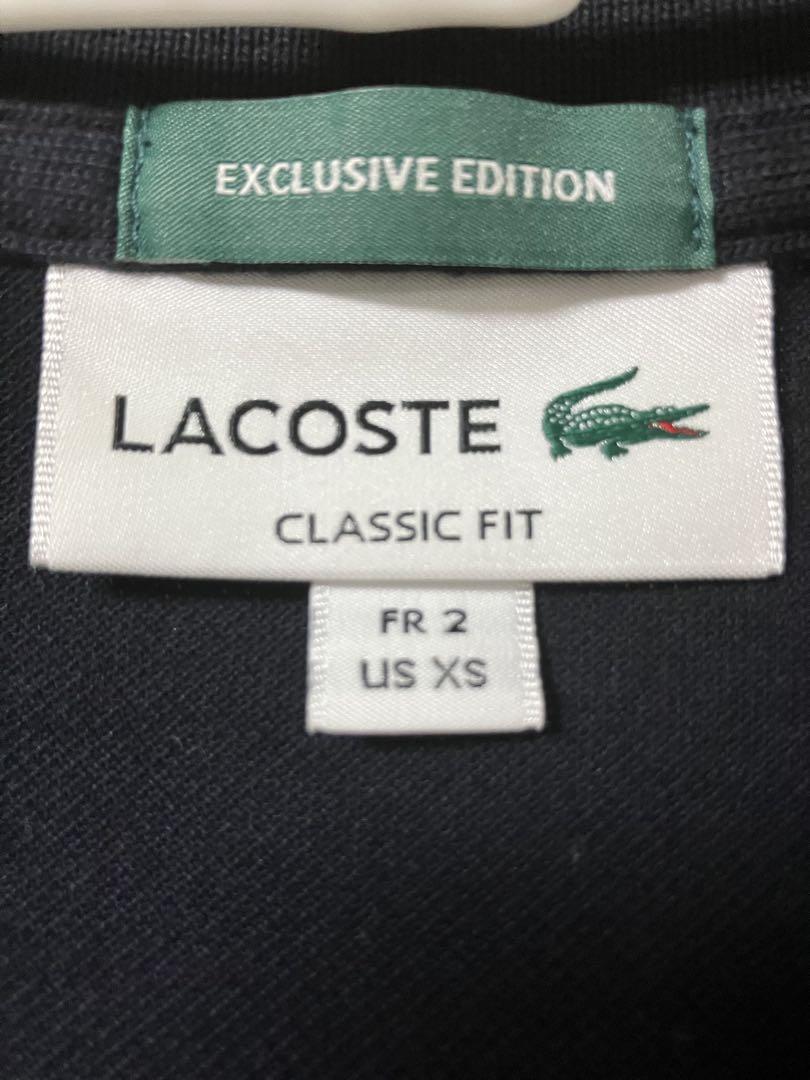 EXCLUSIVE EDITION
LACOSTE
CLASSIC FIT
FR 2
US XS